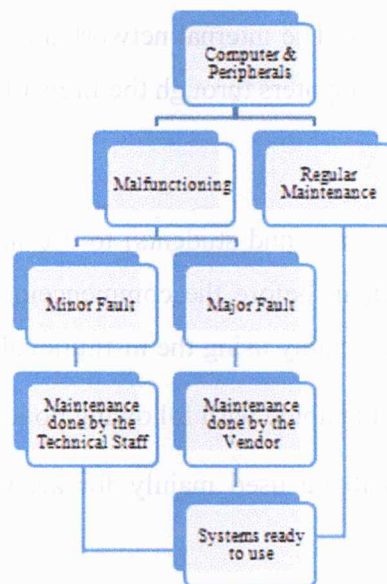 Computer &
Peripherals
Malfunctioning
Regular
Maintenance
Minor Fault
Major Fault
Maintenance
done by the
Technical Staff
Maintenance
done by the
Vendor
Systems ready
to use